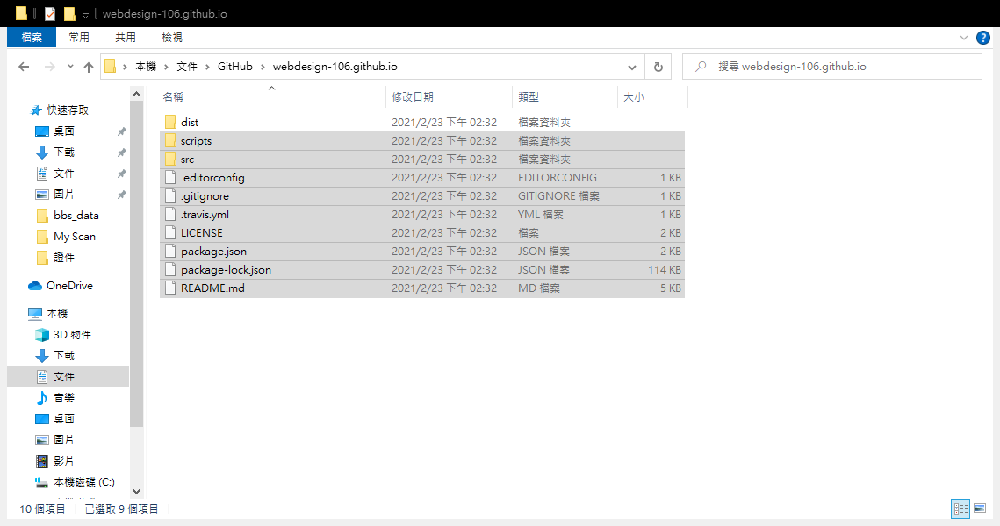 webdesign-106.github.io
檔案 常用 共用 檢視
本機 文件 GitHub webdesign-106.github.io
搜尋 webdesign-106.github.io
快速存取
桌面
下載
文件
圖片
bbs_data
My Scan
證件
OneDrive
本機
3D 物件
下載
文件
音樂
桌面
圖片
影片
本機磁碟 (C:)
名稱 修改日期 類型 大小
dist 2021/2/23 下午 02:32 檔案資料夾
scripts 2021/2/23 下午 02:32 檔案資料夾
src 2021/2/23 下午 02:32 檔案資料夾
.editorconfig 2021/2/23 下午 02:32 EDITORCONFIG ... 1 KB
.gitignore 2021/2/23 下午 02:32 GITIGNORE 檔案 1 KB
.travis.yml 2021/2/23 下午 02:32 YML 檔案 1 KB
LICENSE 2021/2/23 下午 02:32 檔案 2 KB
package.json 2021/2/23 下午 02:32 JSON 檔案 2 KB
package-lock.json 2021/2/23 下午 02:32 JSON 檔案 114 KB
README.md 2021/2/23 下午 02:32 MD 檔案 5 KB
10 個項目 已選取 9 個項目